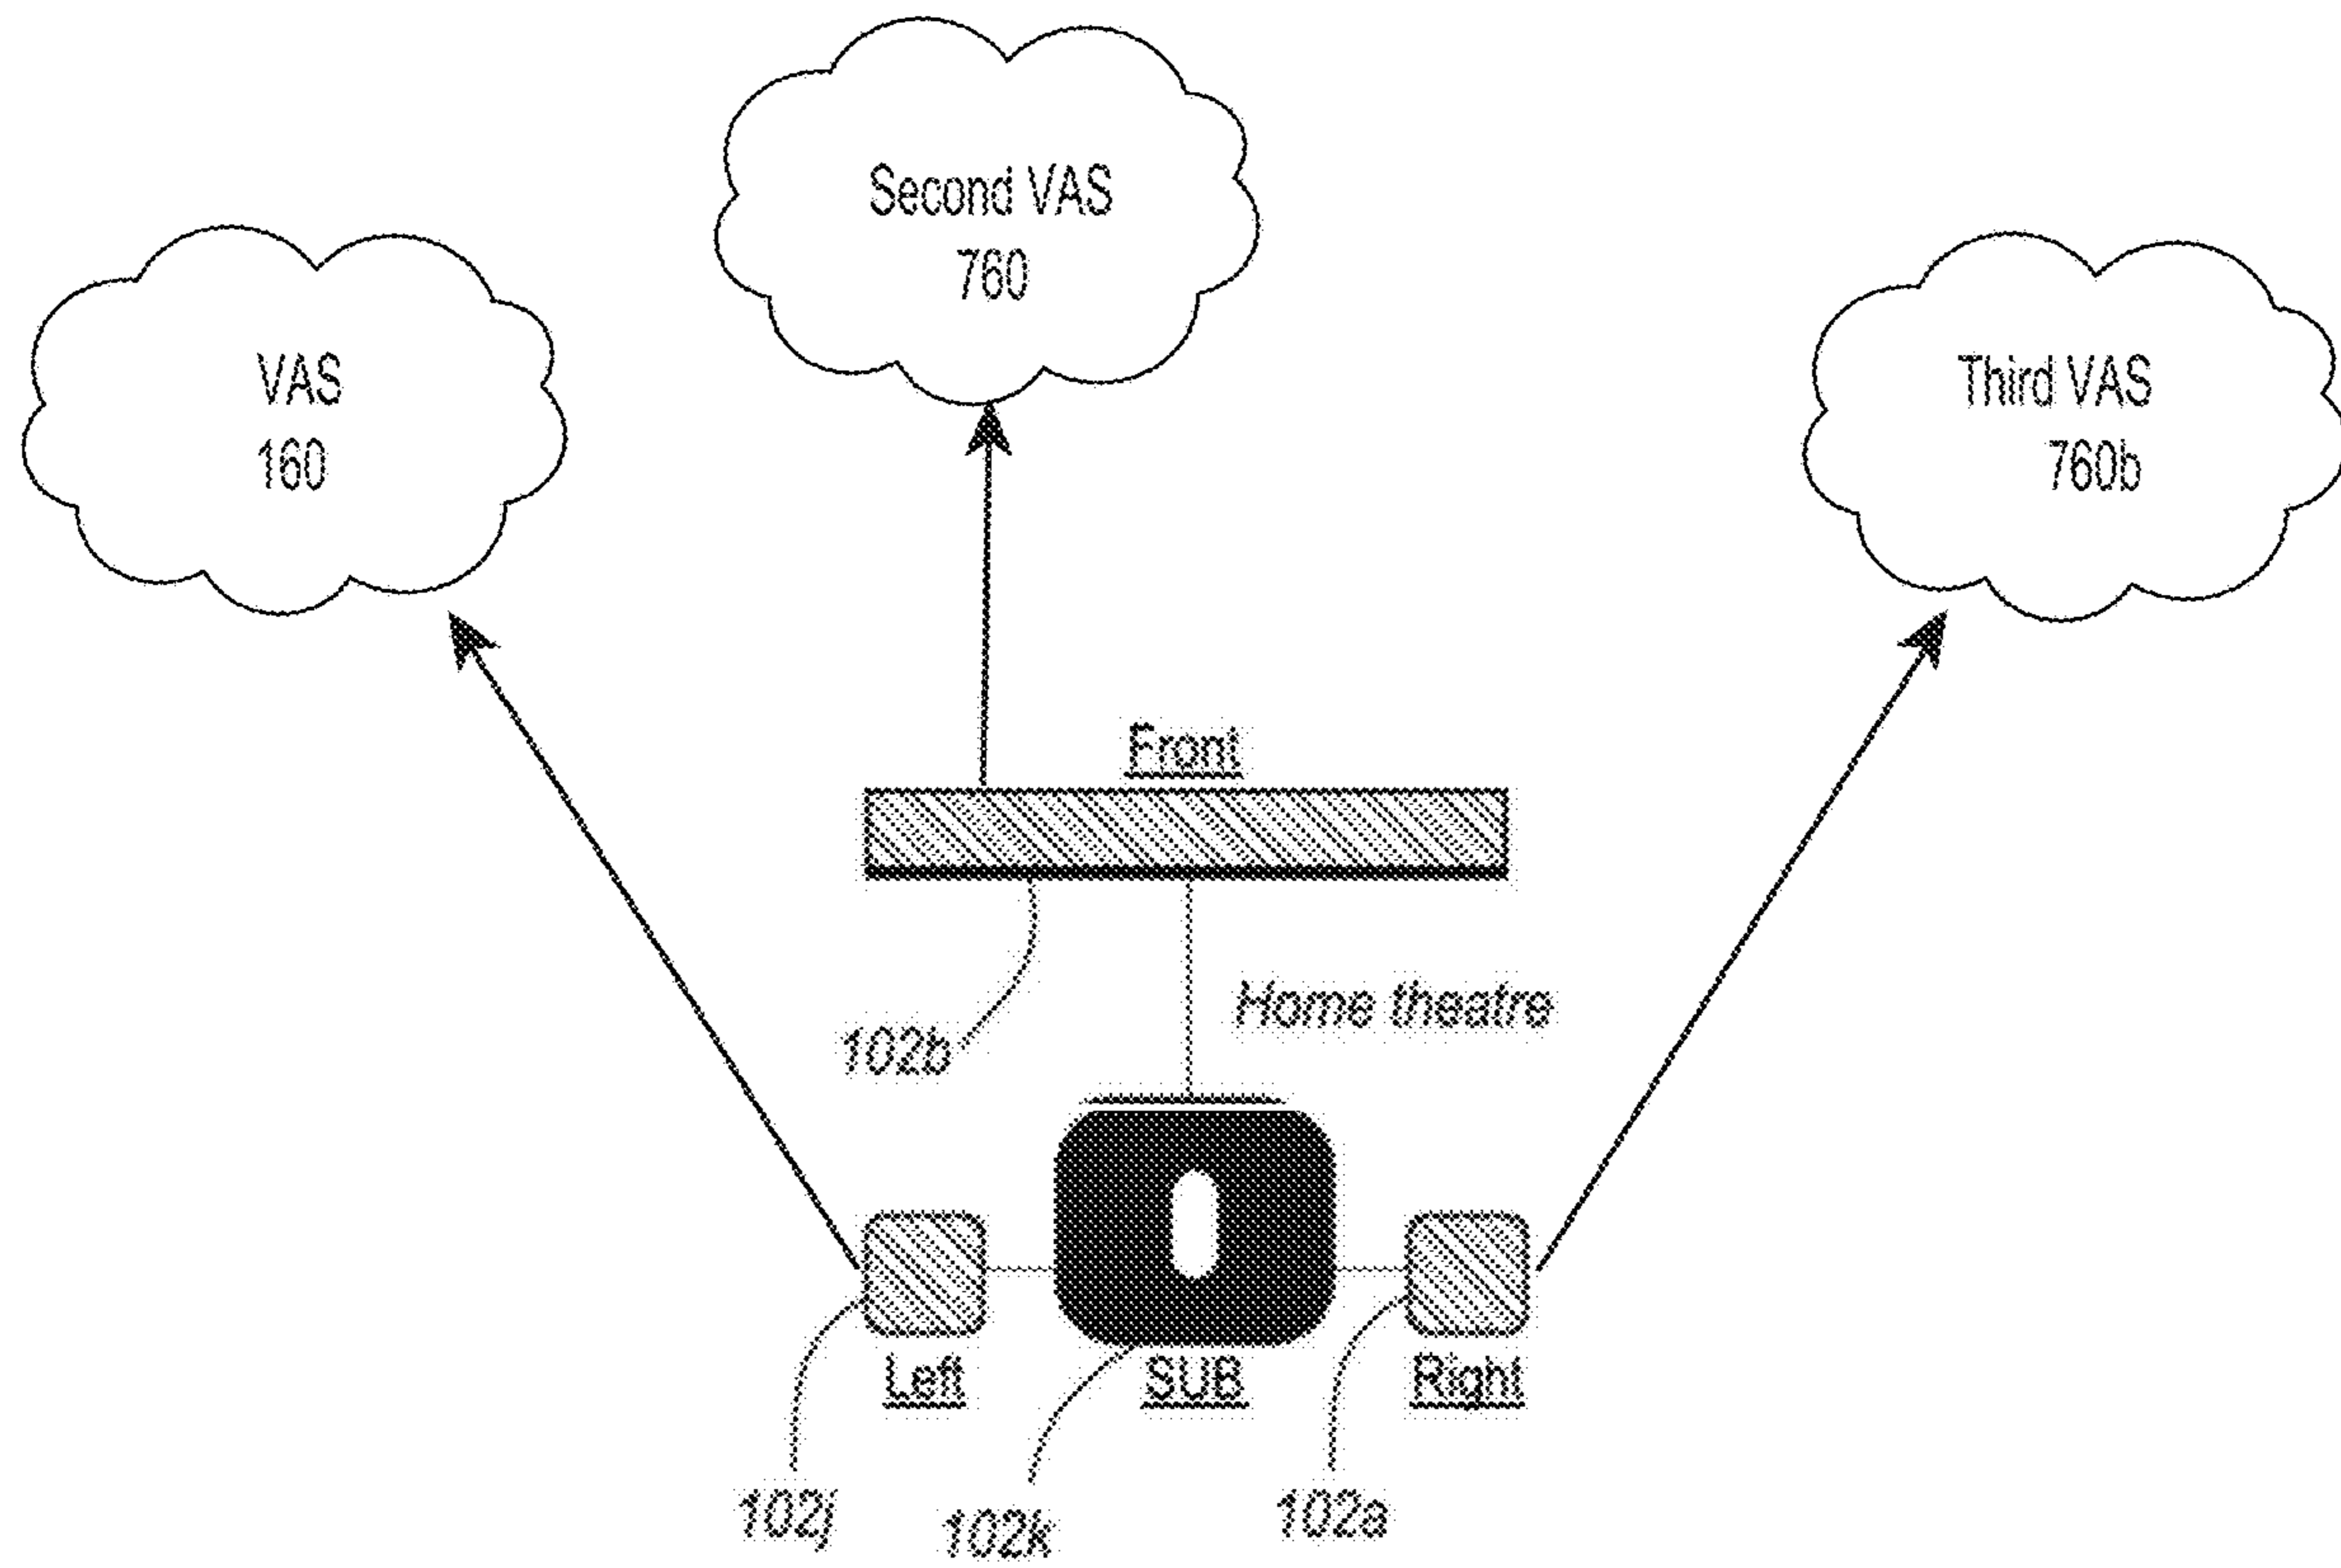 Second VAS
760
VAS
160
Third VAS
760b
Front
Home theatre
102b
Left
SUB
Right
102j
102k
102a